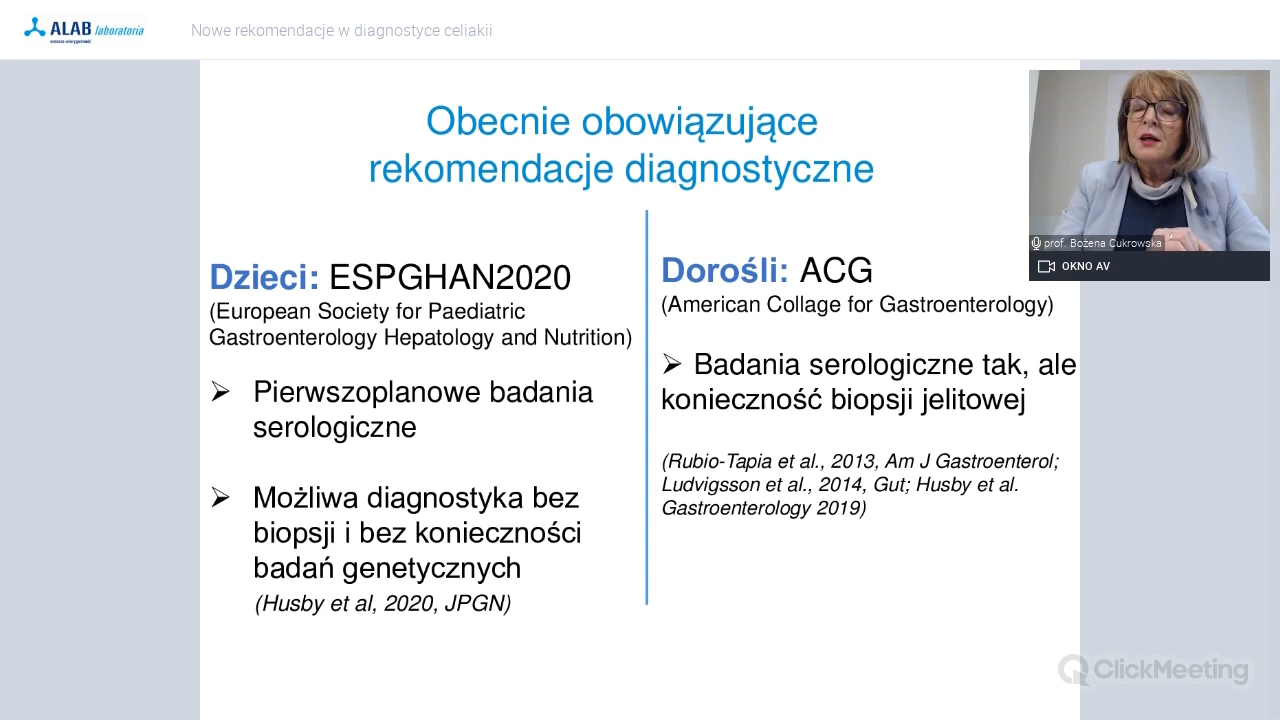 ALAB laboratoria
Nowe rekomendacje w diagnostyce celiakii
Obecnie obowiązujące
rekomendacje diagnostyczne
Dzieci: ESPGHAN2020
(European Society for Paediatric
Gastroenterology Hepatology and Nutrition)
➢ Pierwszoplanowe badania
serologiczne
➢ Możliwa diagnostyka bez
biopsji i bez konieczności
badań genetycznych
(Husby et al, 2020, JPGN)
Dorośli: ACG
(American Collage for Gastroenterology)
➢ Badania serologiczne tak, ale
konieczność biopsji jelitowej
(Rubio-Tapia et al., 2013, Am J Gastroenterol;
Ludvigsson et al., 2014, Gut; Husby et al.
Gastroenterology 2019)
prof. Bożena Cukrowska
OKNO AV
ClickMeeting